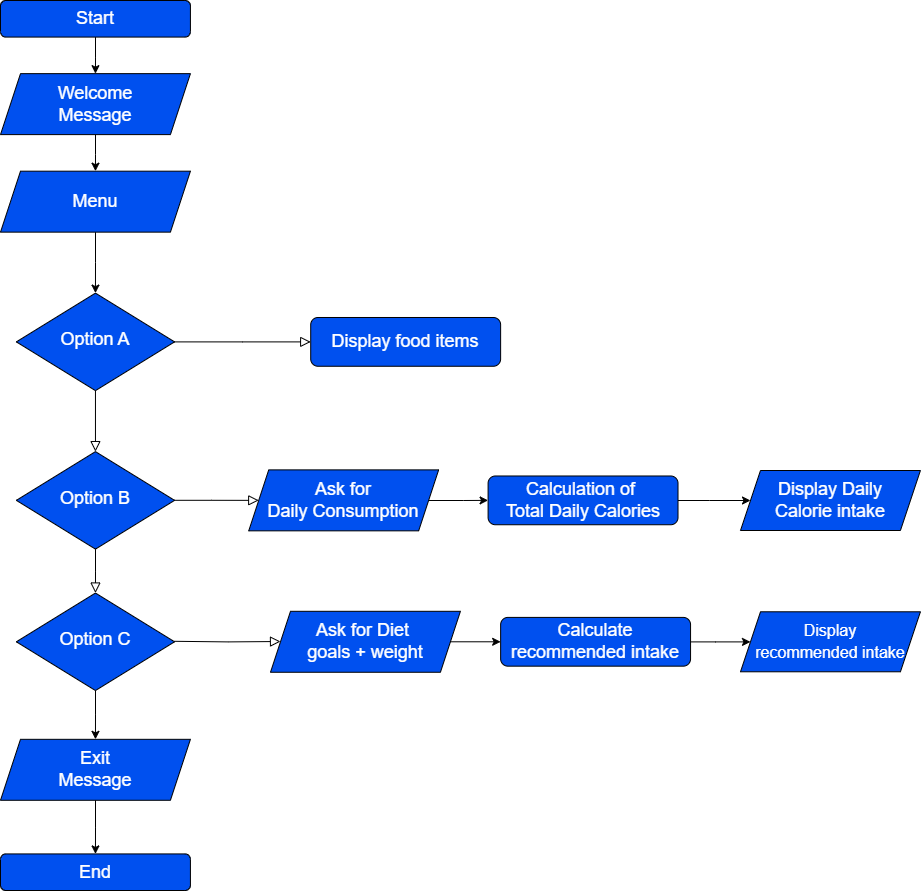 Start
Welcome
Message
Menu
Option A
Display food items
Option B
Ask for
Daily Consumption
Calculation of
Total Daily Calories
Display Daily
Calorie intake
Option C
Ask for Diet
goals + weight
Calculate
recommended intake
Display
recommended intake
Exit
Message
End